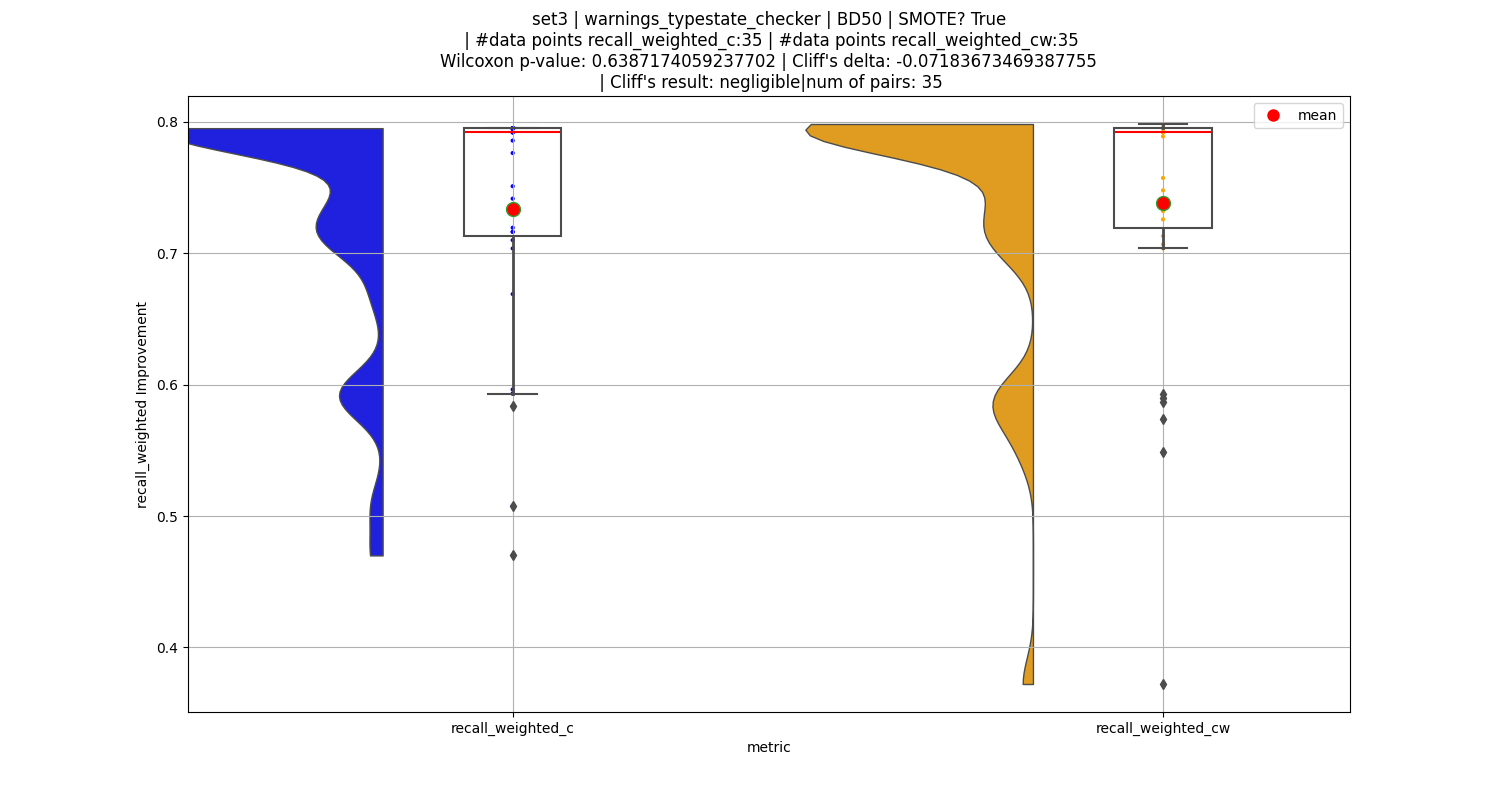 set3 | warnings_typestate_checker | BD50 | SMOTE? True
| #data points recall_weighted_c:35 | #data points recall_weighted_cw:35
Wilcoxon p-value: 0.6387174059237702 | Cliff's delta: -0.07183673469387755
| Cliff's result: negligible|num of pairs: 35
mean
0.8
0.7
0.6
0.5
0.4
recall_weighted Improvement
recall_weighted_c
recall_weighted_cw
metric